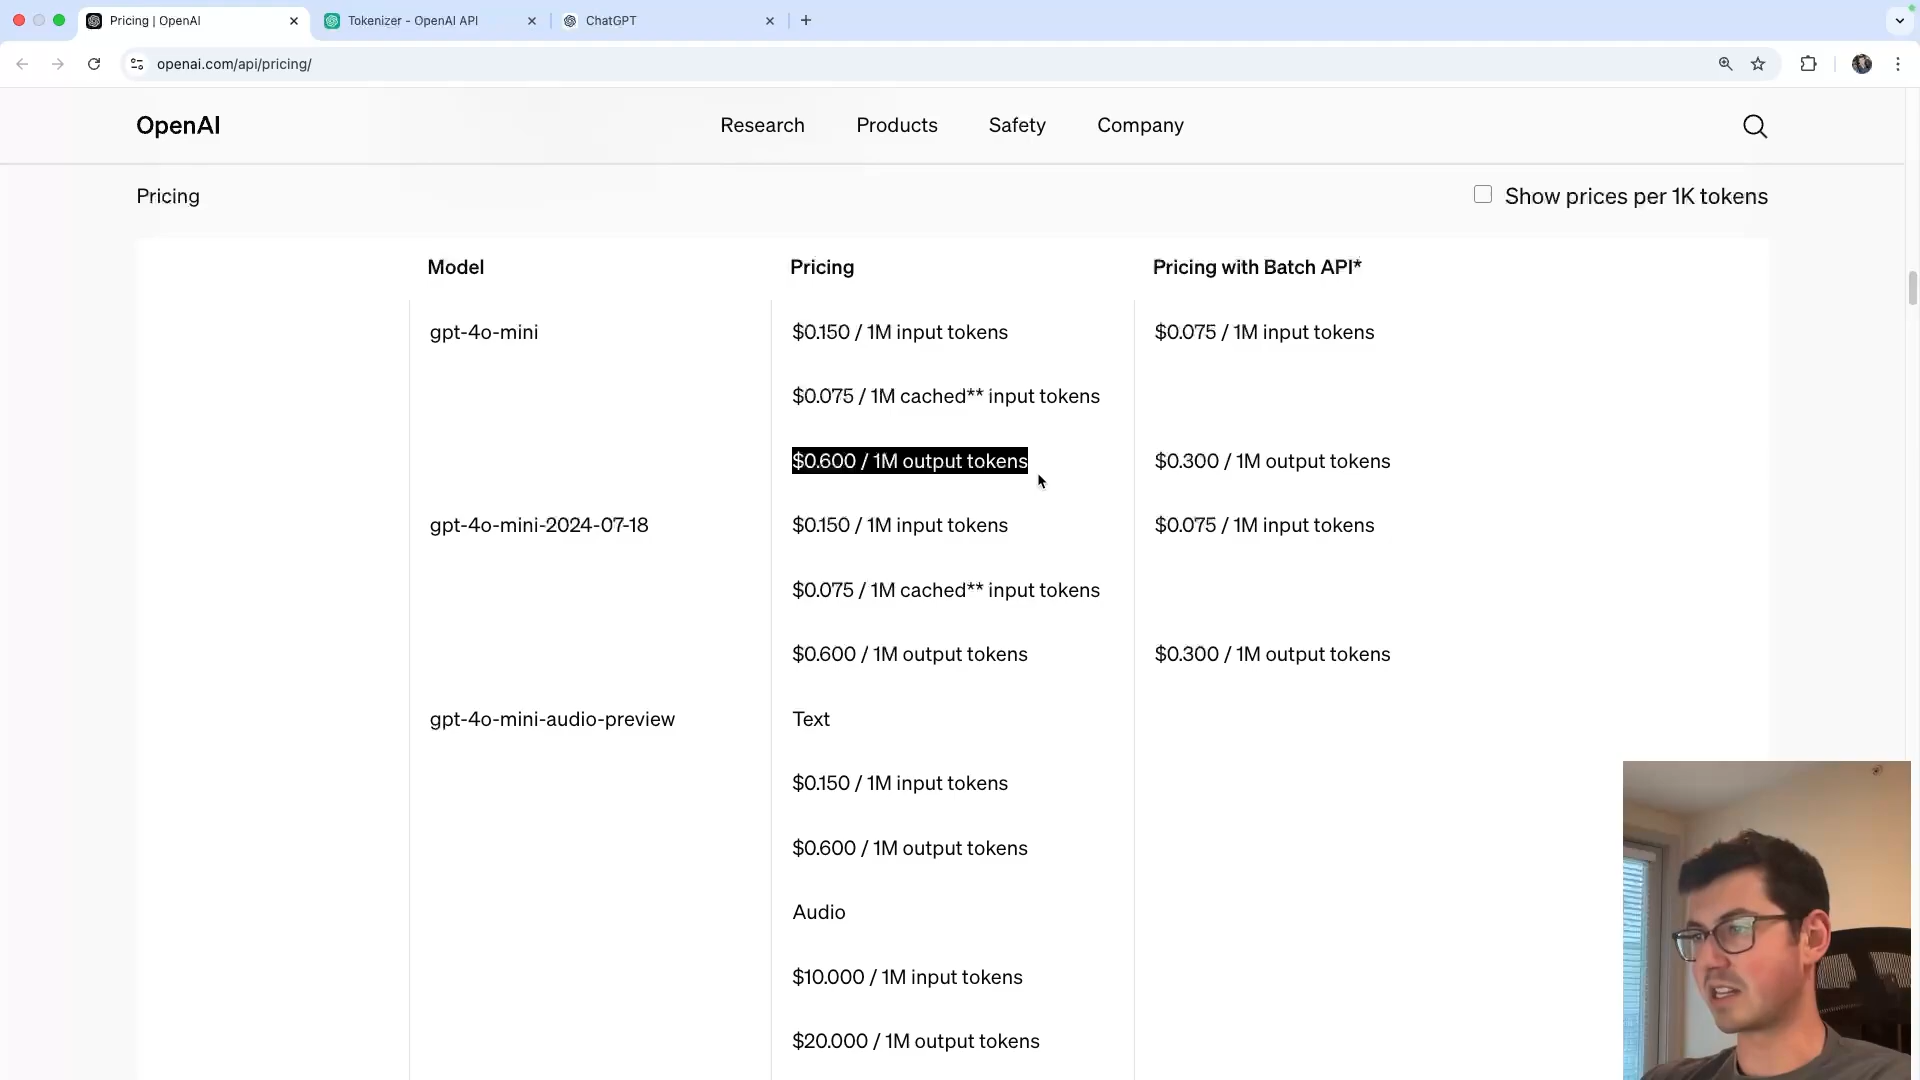 Pricing | OpenAI
Tokenizer - OpenAI API
ChatGPT
openai.com/api/pricing/
OpenAI
Research
Products
Safety
Company
Pricing
Show prices per 1K tokens
Model
Pricing
Pricing with Batch API*
gpt-4o-mini
$0.150 / 1M input tokens
$0.075 / 1M input tokens
$0.075 / 1M cached** input tokens
$0.600 / 1M output tokens
$0.300 / 1M output tokens
gpt-4o-mini-2024-07-18
$0.150 / 1M input tokens
$0.075 / 1M input tokens
$0.075 / 1M cached** input tokens
$0.600 / 1M output tokens
$0.300 / 1M output tokens
gpt-4o-mini-audio-preview
Text
$0.150 / 1M input tokens
$0.600 / 1M output tokens
Audio
$10.000 / 1M input tokens
$20.000 / 1M output tokens